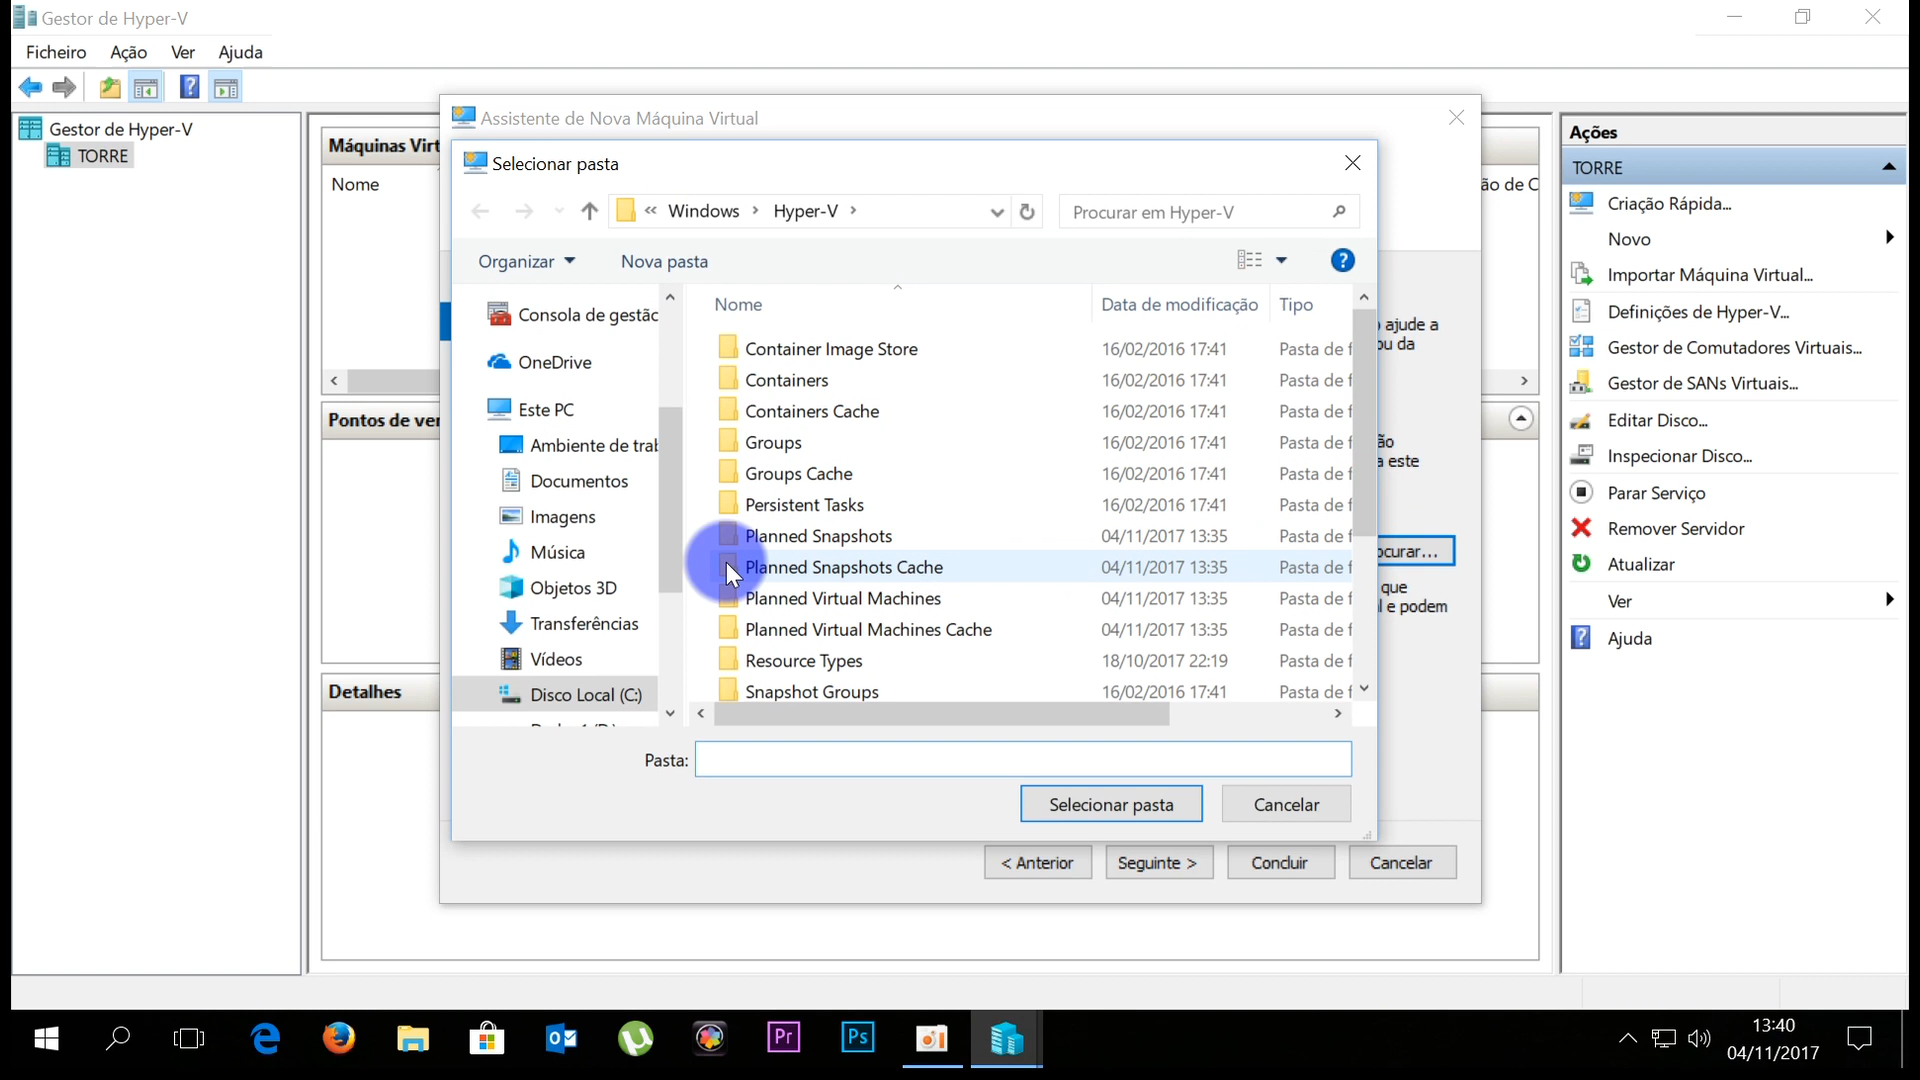 Gestor de Hyper-V
Ficheiro Ação Ver Ajuda
Gestor de Hyper-V
TORRE
Máquinas Virt
Nome
ão de C
Pontos de ver
Detalhes
Assistente de Nova Máquina Virtual
Selecionar pasta
« Windows > Hyper-V >
Procurar em Hyper-V
Organizar
Nova pasta
Consola de gestão
OneDrive
Este PC
Ambiente de trab
Documentos
Imagens
Música
Objetos 3D
Transferências
Vídeos
Disco Local (C:)
Nome Data de modificação Tipo
Container Image Store 16/02/2016 17:41 Pasta de f
Containers 16/02/2016 17:41 Pasta de f
Containers Cache 16/02/2016 17:41 Pasta de f
Groups 16/02/2016 17:41 Pasta de f
Groups Cache 16/02/2016 17:41 Pasta de f
Persistent Tasks 16/02/2016 17:41 Pasta de f
Planned Snapshots 04/11/2017 13:35 Pasta de f
Planned Snapshots Cache 04/11/2017 13:35 Pasta de f
Planned Virtual Machines 04/11/2017 13:35 Pasta de f
Planned Virtual Machines Cache 04/11/2017 13:35 Pasta de f
Resource Types 18/10/2017 22:19 Pasta de f
Snapshot Groups 16/02/2016 17:41 Pasta de f
Pasta:
Selecionar pasta
Cancelar
ajude a
ou da
ão
a este
ocurar...
que
l e podem
< Anterior
Seguinte >
Concluir
Cancelar
Ações
TORRE
Criação Rápida...
Novo
Importar Máquina Virtual...
Definições de Hyper-V...
Gestor de Comutadores Virtuais...
Gestor de SANs Virtuais...
Editar Disco...
Inspecionar Disco...
Parar Serviço
Remover Servidor
Atualizar
Ver
Ajuda
Pr
Ps
13:40
04/11/2017